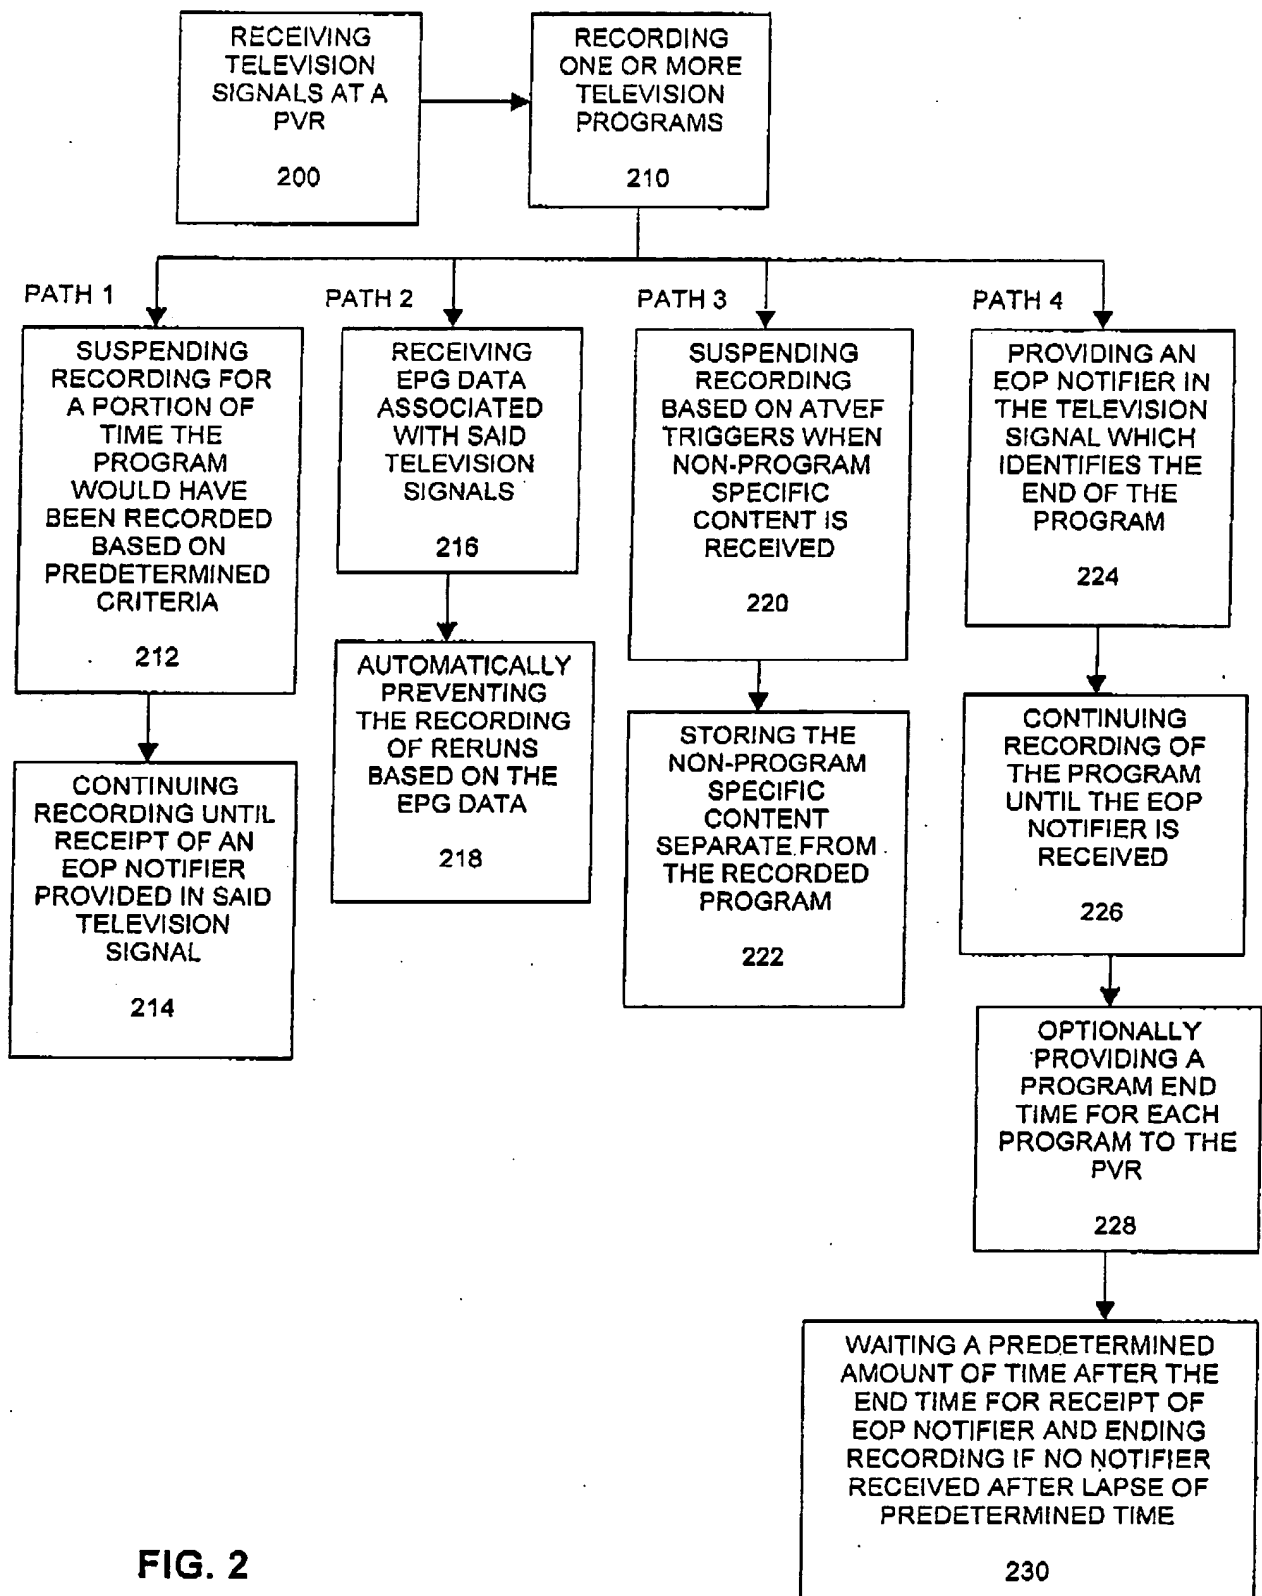 RECEIVING
TELEVISION
SIGNALS AT A
PVR
200
RECORDING
ONE OR MORE
TELEVISION
PROGRAMS
210
PATH 1
SUSPENDING
RECORDING FOR
A PORTION OF
TIME THE
PROGRAM
WOULD HAVE
BEEN RECORDED
BASED ON
PREDETERMINED
CRITERIA
212
CONTINUING
RECORDING UNTIL
RECEIPT OF AN
EOP NOTIFIER
PROVIDED IN SAID
TELEVISION
SIGNAL
214
PATH 2
RECEIVING
EPG DATA
ASSOCIATED
WITH SAID
TELEVISION
SIGNALS
216
AUTOMATICALLY
PREVENTING
THE RECORDING
OF RERUNS
BASED ON THE
EPG DATA
218
PATH 3
SUSPENDING
RECORDING
BASED ON ATVEF
TRIGGERS WHEN
NON-PROGRAM
SPECIFIC
CONTENT IS
RECEIVED
220
STORING THE
NON-PROGRAM
SPECIFIC
CONTENT
SEPARATE FROM
THE RECORDED
PROGRAM
222
PATH 4
PROVIDING AN
EOP NOTIFIER IN
THE TELEVISION
SIGNAL WHICH
IDENTIFIES THE
END OF THE
PROGRAM
224
CONTINUING
RECORDING OF
THE PROGRAM
UNTIL THE EOP
NOTIFIER IS
RECEIVED
226
OPTIONALLY
PROVIDING A
PROGRAM END
TIME FOR EACH
PROGRAM TO THE
PVR
228
WAITING A PREDETERMINED
AMOUNT OF TIME AFTER THE
END TIME FOR RECEIPT OF
EOP NOTIFIER AND ENDING
RECORDING IF NO NOTIFIER
RECEIVED AFTER LAPSE OF
PREDETERMINED TIME
230
FIG. 2